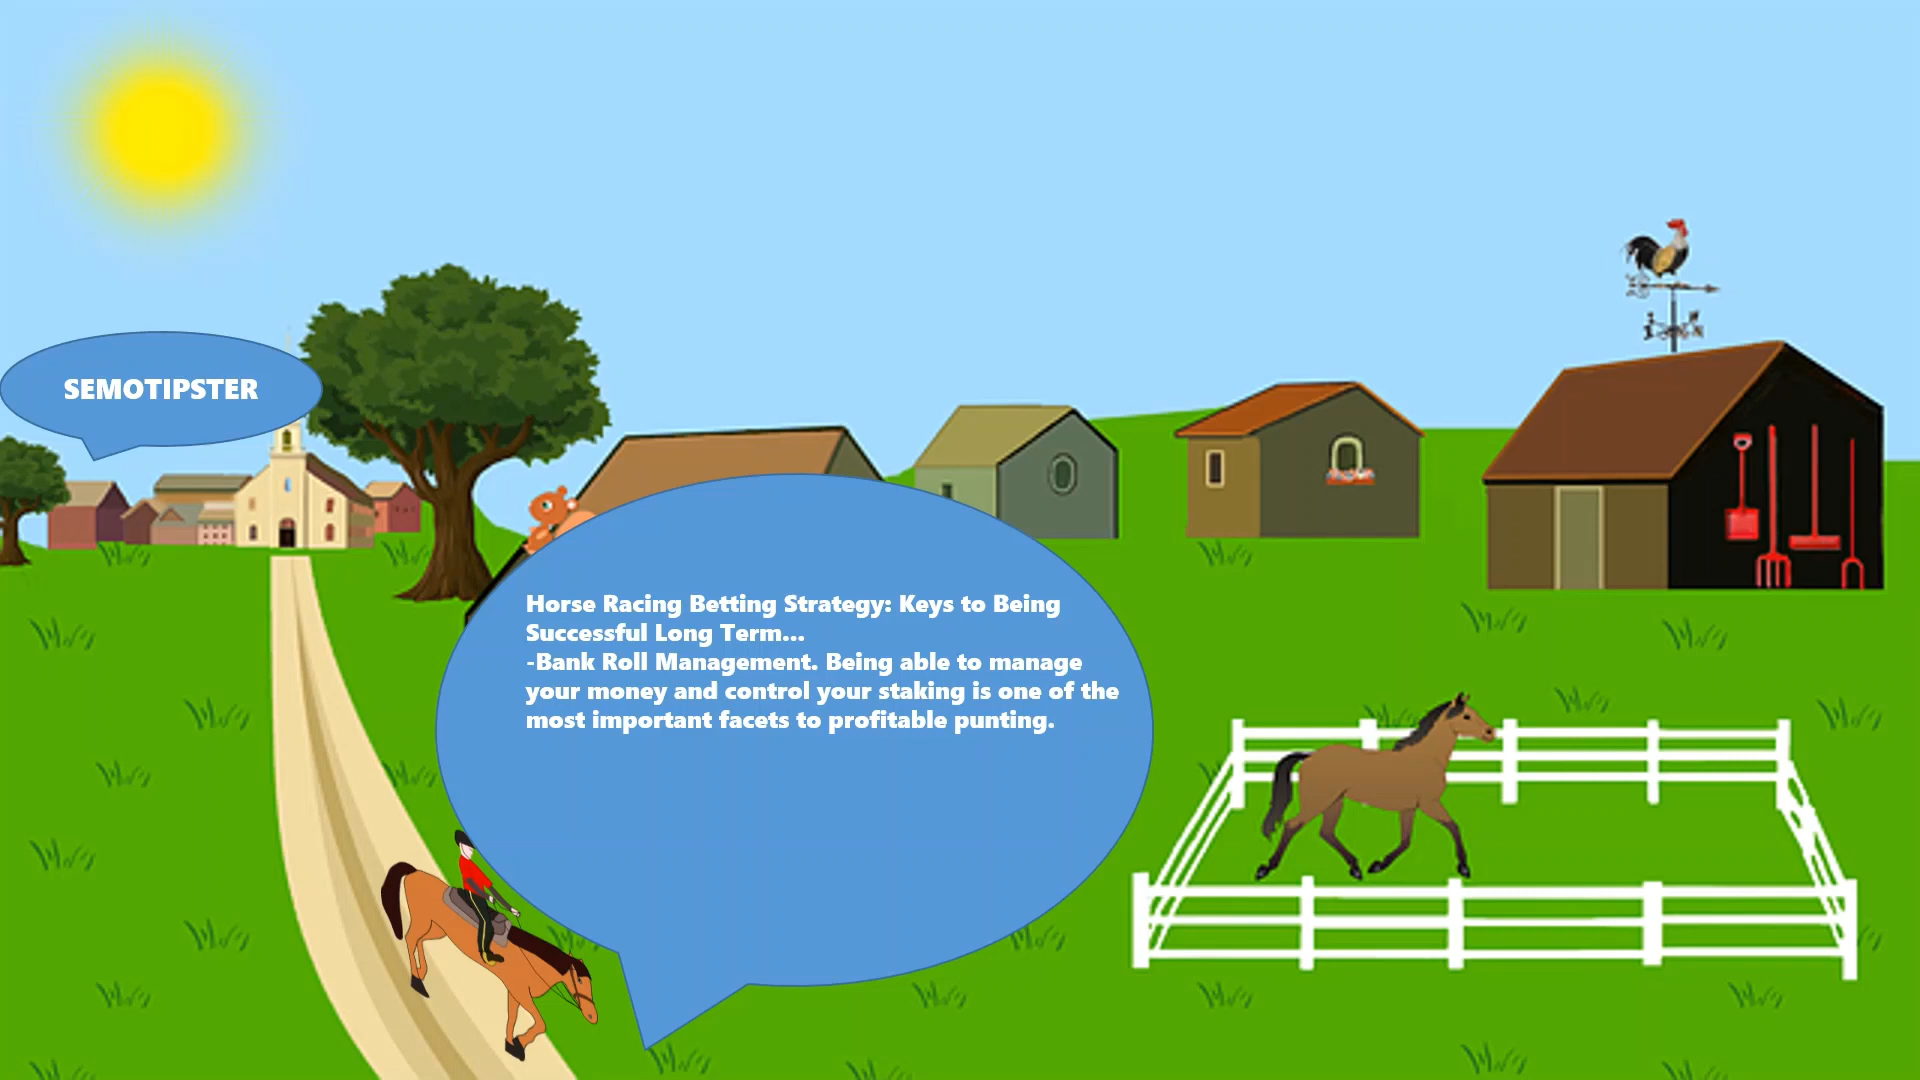 SEMOTIPSTER
Horse Racing Betting Strategy: Keys to Being
Successful Long Term...
-Bank Roll Management. Being able to manage
your money and control your staking is one of the
most important facets to profitable punting.